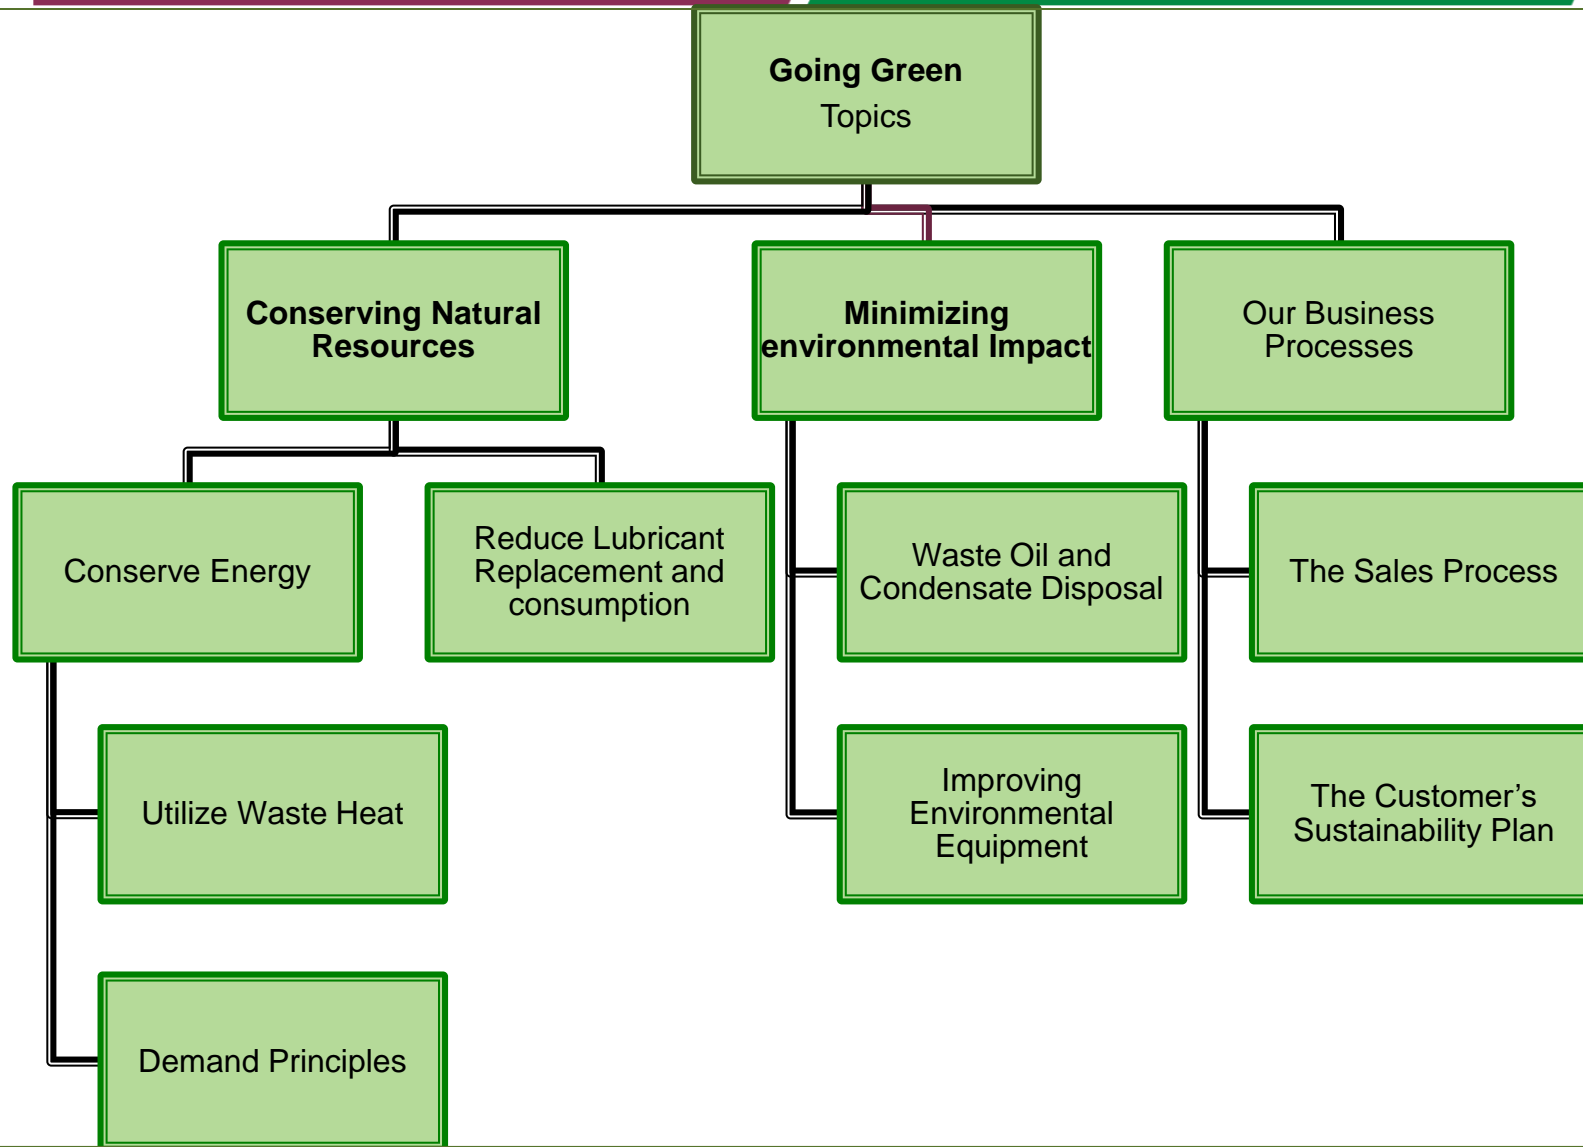 Going Green
Topics
Conserving Natural
Resources
Minimizing
environmental Impact
Our Business
Processes
Conserve Energy
Reduce Lubricant
Replacement and
consumption
Waste Oil and
Condensate Disposal
The Sales Process
Utilize Waste Heat
Improving
Environmental
Equipment
The Customer’s
Sustainability Plan
Demand Principles